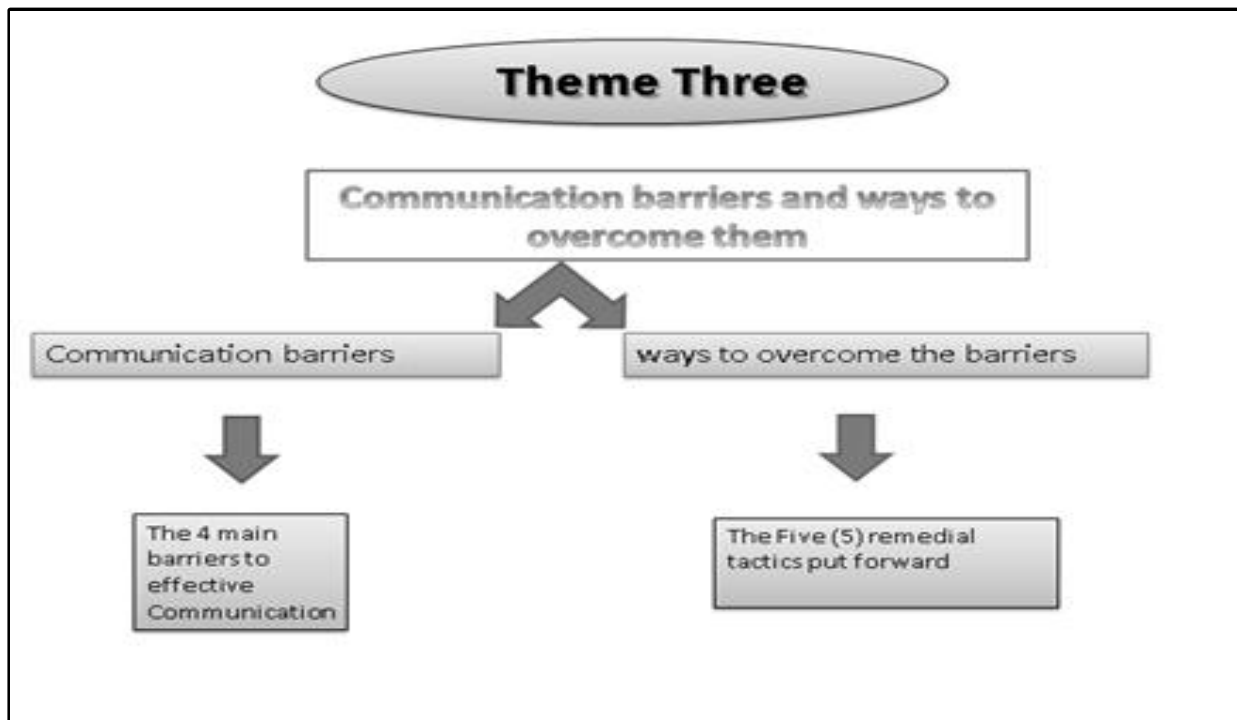 Theme Three
Communication barriers and ways to
overcome them
Communication barriers
ways to overcome the barriers
The 4 main
barriers to
effective
Communication
The Five (5) remedial
tactics put forward